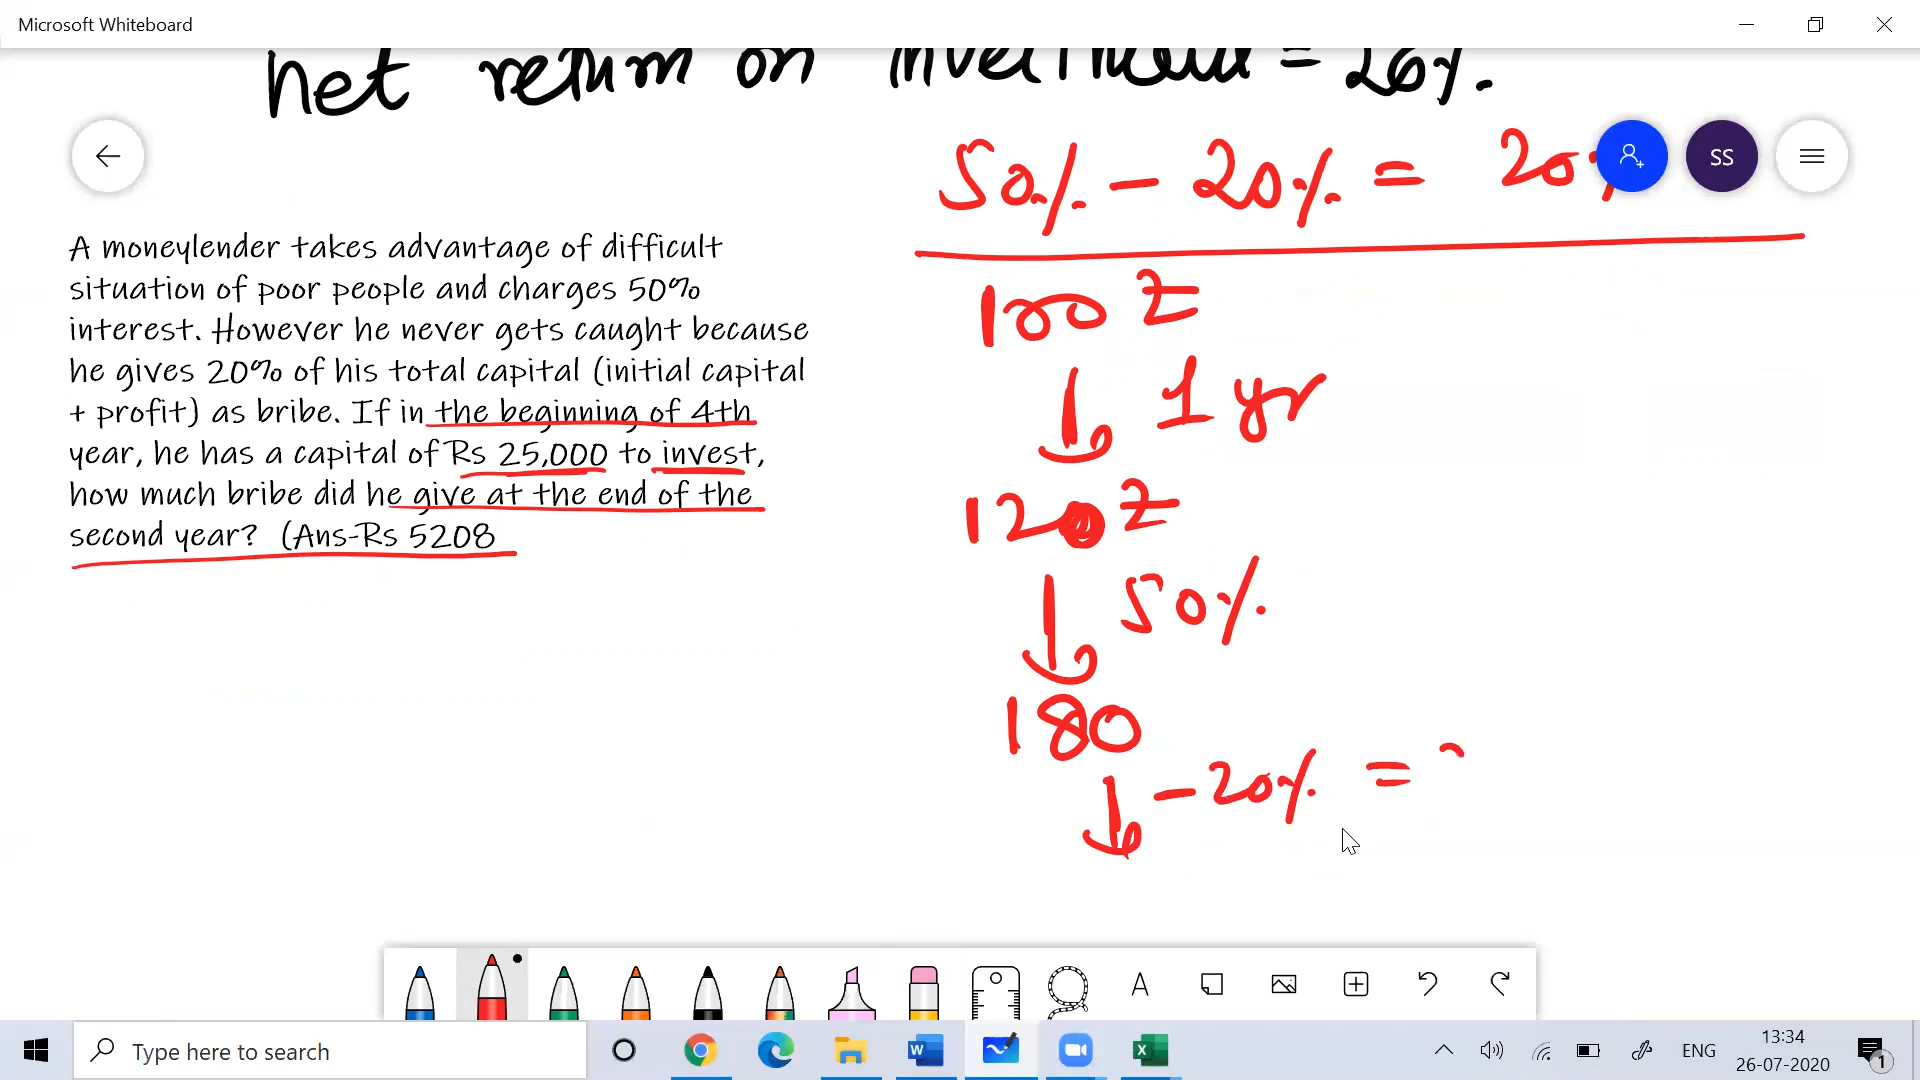 Microsoft Whiteboard
net return on = 26%.
50% - 20% = 20%
SS
A moneylender takes advantage of difficult
situation of poor people and charges 50%
interest. However he never gets caught because
he gives 20% of his total capital (initial capital
+ profit) as bribe. If in the beginning of 4th
year, he has a capital of Rs 25,000 to invest,
how much bribe did he give at the end of the
second year? (Ans-Rs 5208
100 z
1 yr
120 z
50%
180
- 20% =
A
Type here to search
ENG
13:34
26-07-2020
1